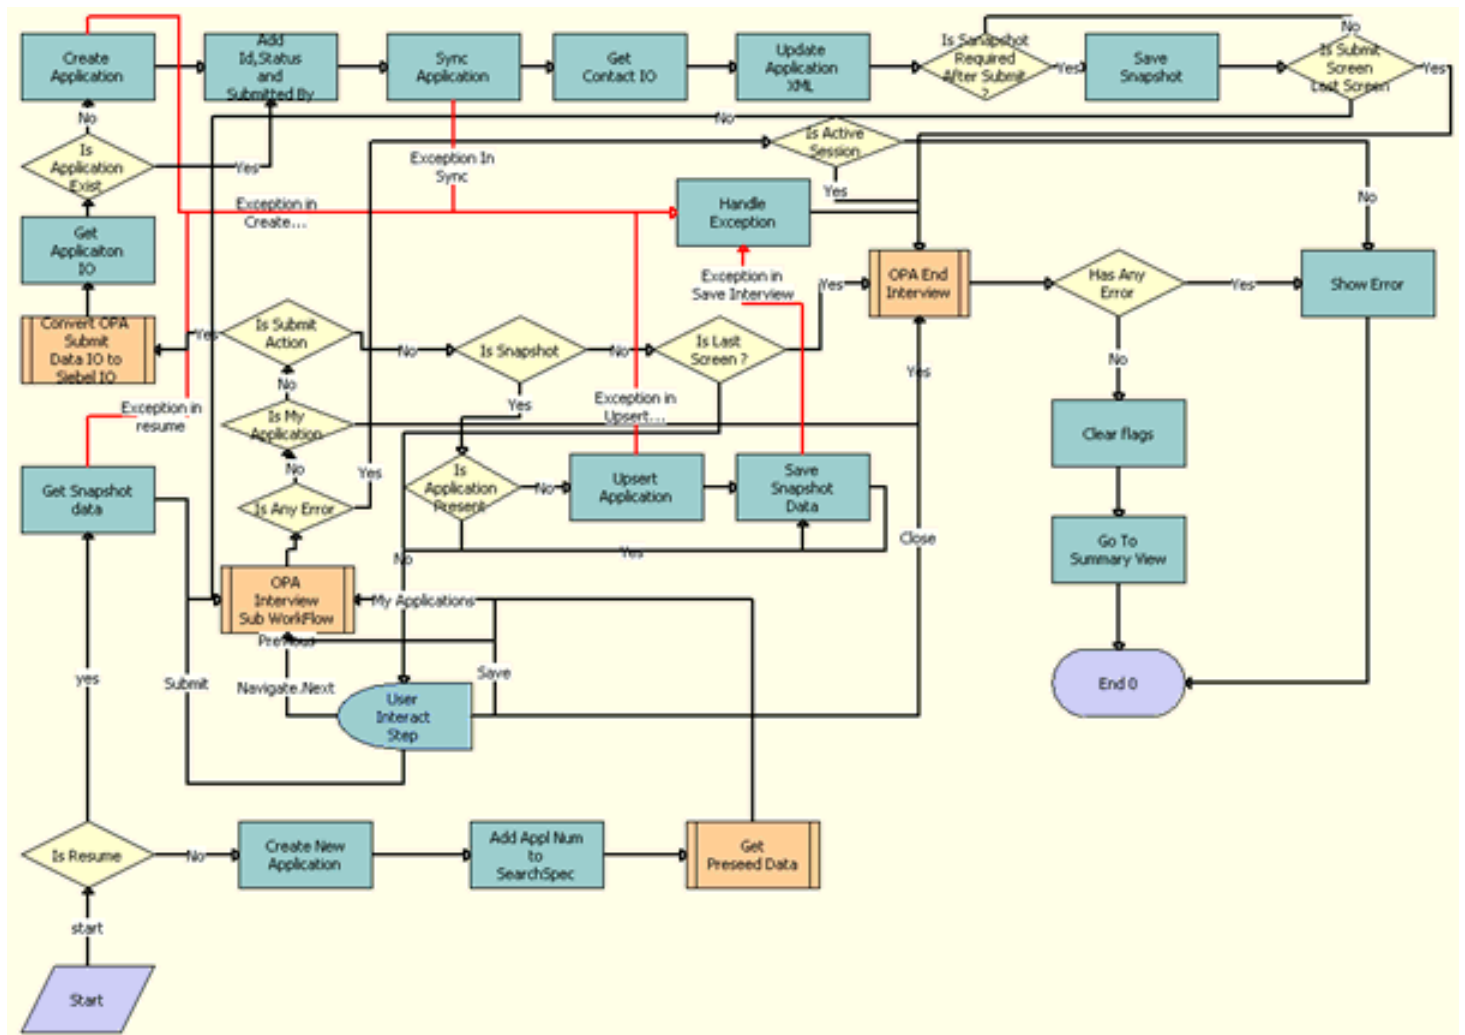 Create
Application
Add
Id,Status
and
Submitted By
Sync
Application
Get
Contact IO
Update
Application
XML
Is Sanapshot
Required
After Submit
?
Yes
Save
Snapshot
No
Is Submit
Screen
Last Screen
Yes
No
No
Is
Application
Exist
Yes
Exception In
Sync
Is Active
Session
Yes
No
Exception in
Create...
Handle
Exception
Get
Applicaiton
IO
Exception in
Save Interview
OPA End
Interview
Has Any
Error
Yes
Show Error
Convert OPA
Submit
Data IO to
Siebel IO
Yes
Is Submit
Action
No
Is Snapshot
No
Is Last
Screen ?
Yes
No
No
Yes
Exception in
resume
Is My
Application
Yes
Exception in
Upsert...
Clear flags
Get Snapshot
data
No
Is Any Error
Yes
Is
Application
Present
No
Upsert
Application
Save
Snapshot
Data
No
Yes
Close
Go To
Summary View
OPA
Interview
Sub WorkFlow
My Applications
Previous
yes
Submit
Navigate.Next
Save
User
Interact
Step
End 0
Is Resume
No
Create New
Application
Add Appl Num
to
SearchSpec
Get
Preseed Data
start
Start